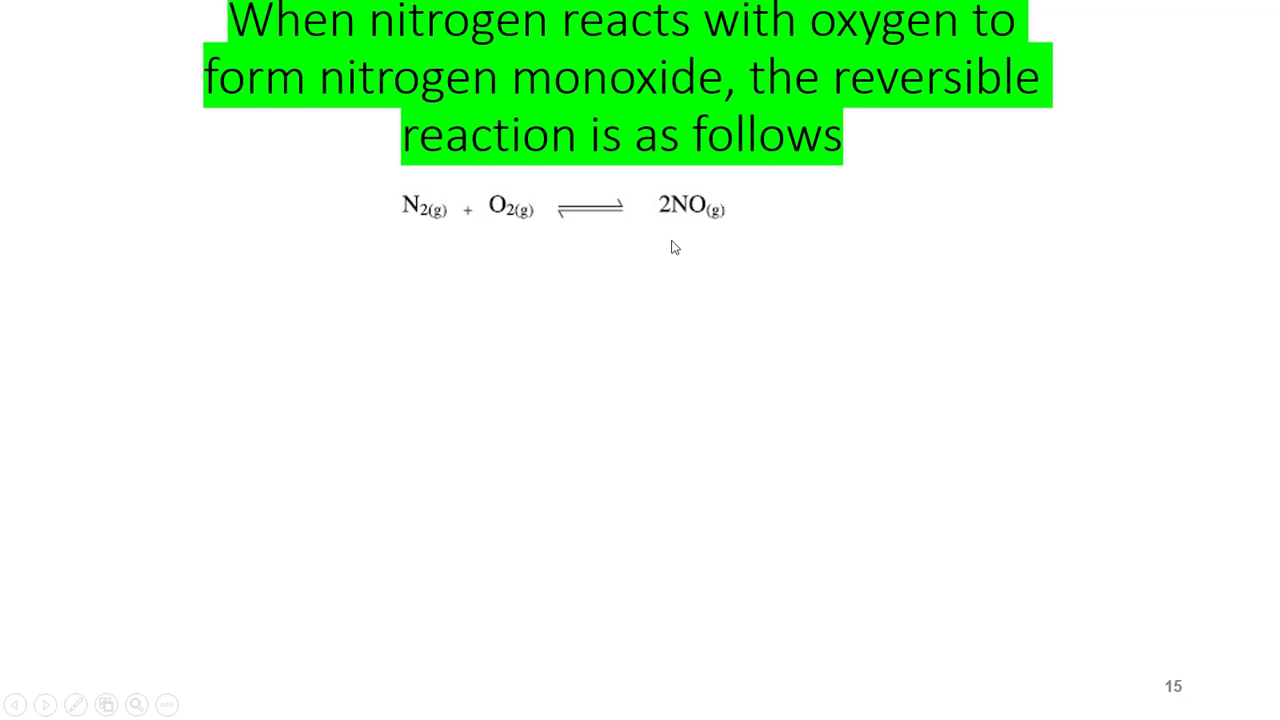 When nitrogen reacts with oxygen to
form nitrogen monoxide, the reversible
reaction is as follows
N₂(g) + O₂(g) ⇌ 2NO(g)
15